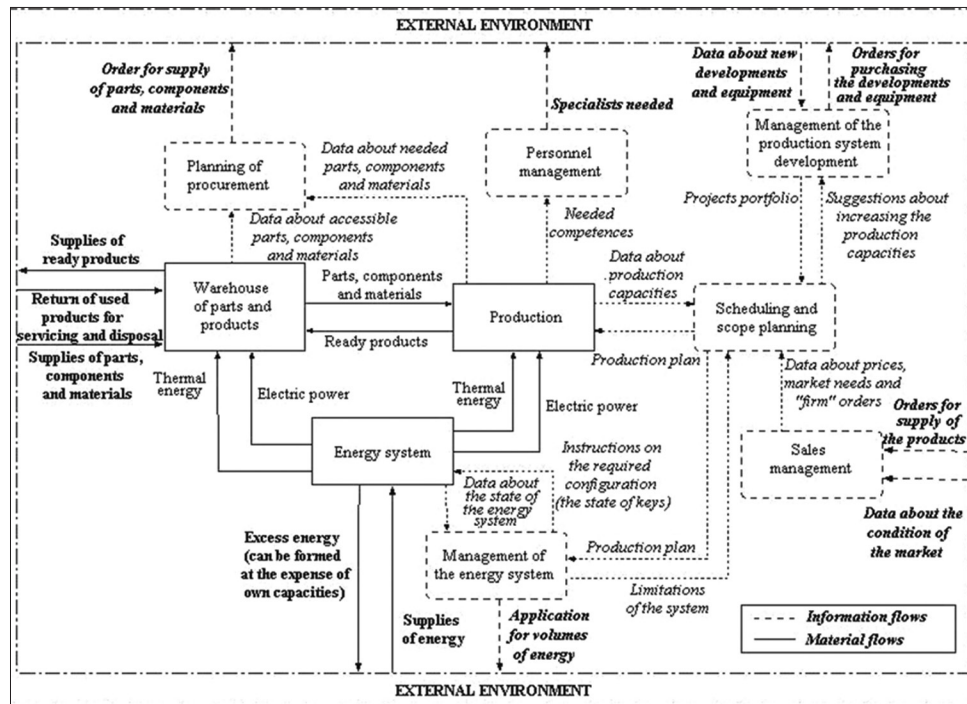 EXTERNAL ENVIRONMENT
Order for supply
of parts, components
and materials
Specialists needed
Data about new
developments
and equipment
Orders for
purchasing
the developments
and equipment
Planning of
procurement
Data about needed
parts, components
and materials
Personnel
management
Management of the
production system
development
Data about accessible
parts, components
and materials
Needed
competences
Projects portfolio
Suggestions about
increasing the
production
capacities
Supplies of
ready products
Return of used
products for
servicing and disposal
Supplies of parts,
components
and materials
Warehouse
of parts and
products
Parts, components
and materials
Ready products
Production
Data about
production
capacities
Production plan
Scheduling and
scope planning
Thermal
energy
Electric power
Thermal
energy
Electric power
Data about prices,
market needs and
"firm" orders
Orders for
supply of
the products
Energy system
Instructions on
the required
configuration
(the state of keys)
Sales
management
Data about
the state of
the energy
system
Data about the
condition of
the market
Excess energy
(can be formed
at the expense of
own capacities)
Management of
the energy system
Production plan
Limitations
of the system
Supplies
of energy
Application
for volumes
of energy
Information flows
Material flows
EXTERNAL ENVIRONMENT